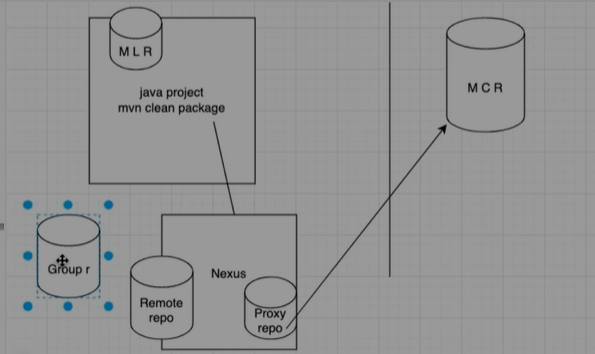 M L R
java project
mvn clean package
M C R
Group r
Nexus
Remote
repo
Proxy
repo